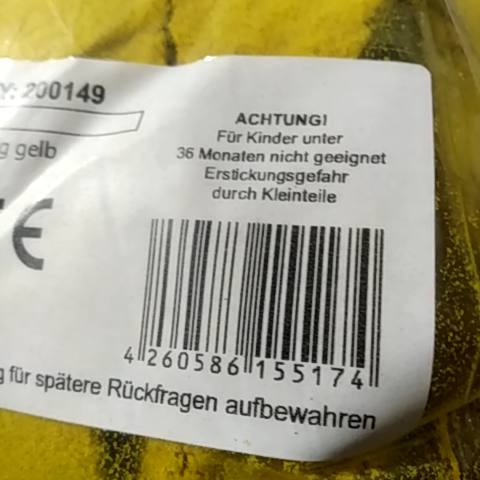 Y: 200149
g gelb
CE
ACHTUNG!
Für Kinder unter
36 Monaten nicht geeignet
Erstickungsgefahr
durch Kleinteile
4 260586 155174
für spätere Rückfragen aufbewahren